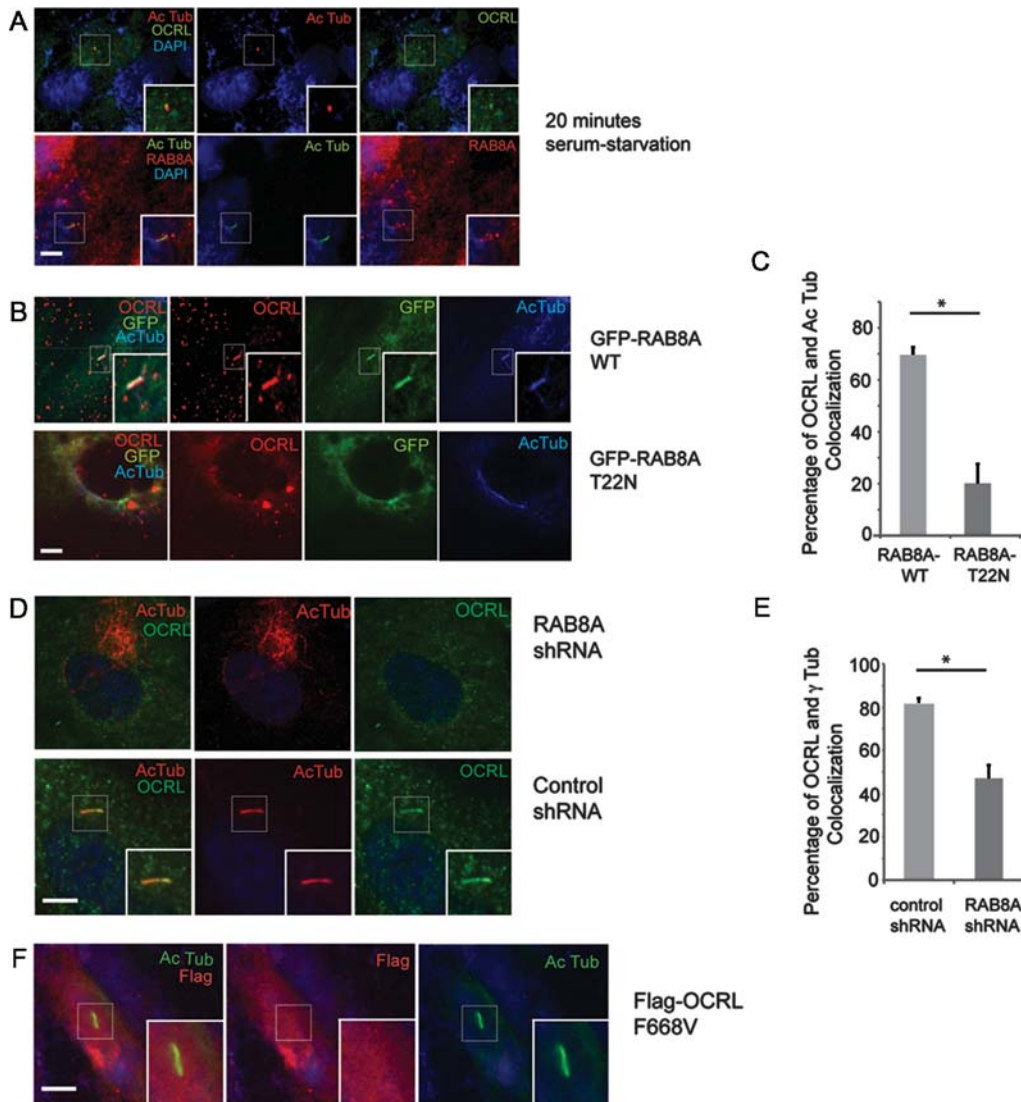 A
Ac Tub
OCRL
DAPI
Ac Tub
OCRL
Ac Tub
RAB8A
DAPI
Ac Tub
RAB8A
20 minutes
serum-starvation
B
OCRL
GFP
AcTub
OCRL
GFP
AcTub
GFP-RAB8A
WT
OCRL
GFP
AcTub
OCRL
GFP
AcTub
GFP-RAB8A
T22N
C
Percentage of OCRL and Ac Tub
Colocalization
80
60
40
20
0
*
RAB8A-
WT
RAB8A-
T22N
D
AcTub
OCRL
AcTub
OCRL
RAB8A
shRNA
AcTub
OCRL
AcTub
OCRL
Control
shRNA
E
Percentage of OCRL and γ Tub
Colocalization
100
80
60
40
20
0
*
control
shRNA
RAB8A
shRNA
F
Ac Tub
Flag
Flag
Ac Tub
Flag-OCRL
F668V